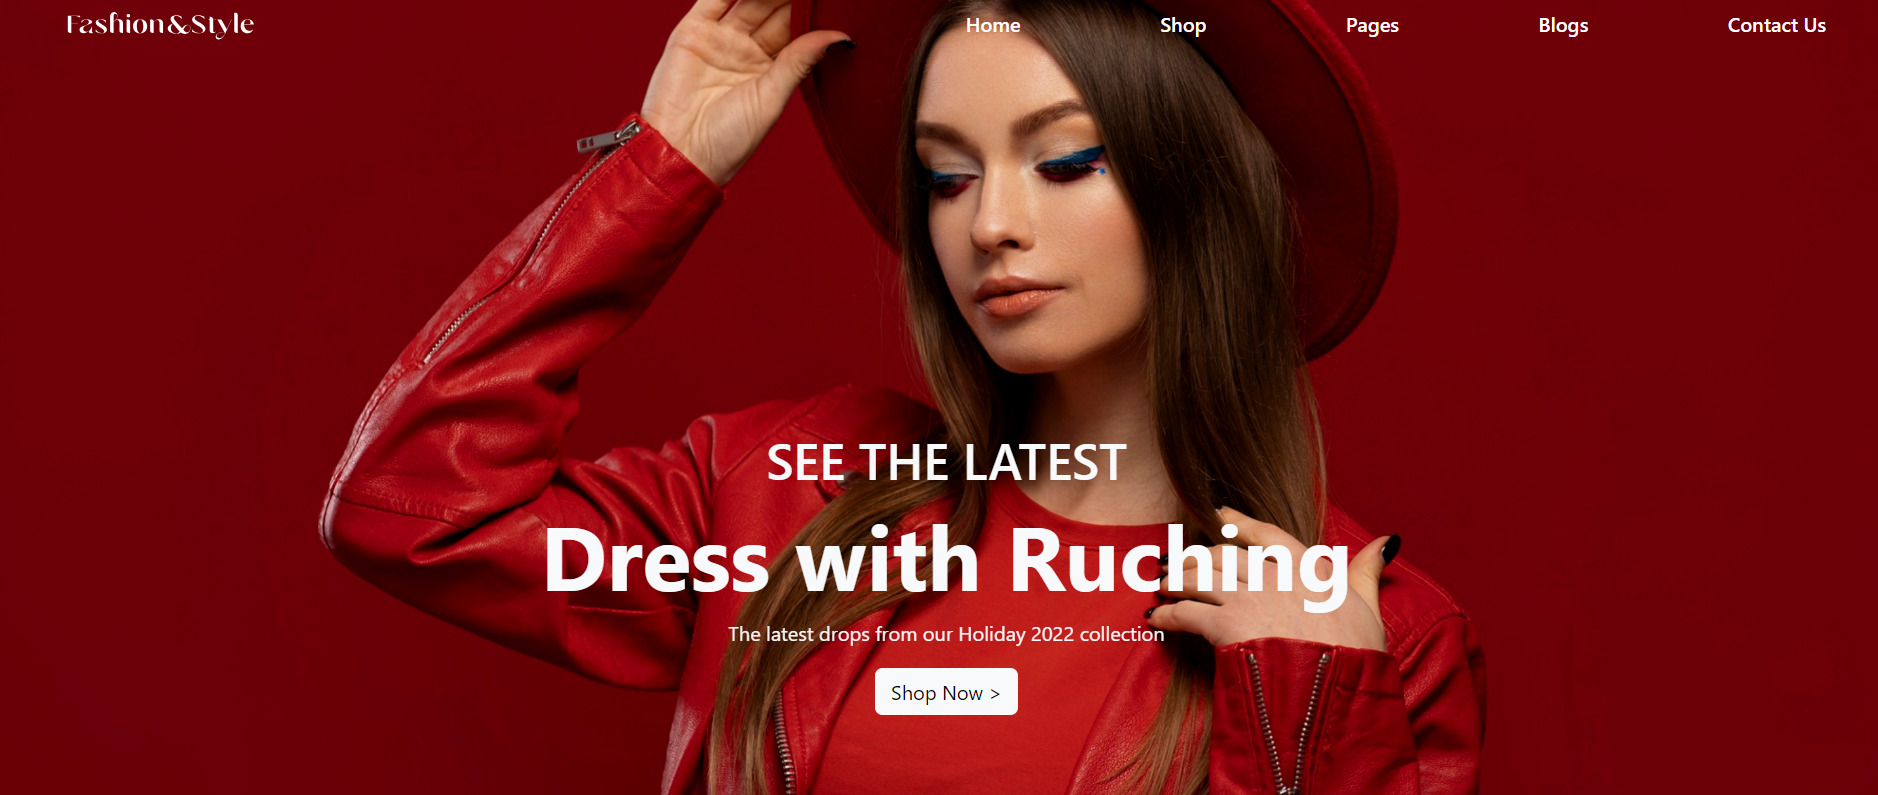 Fashion&Style
Home
Shop
Pages
Blogs
Contact Us
SEE THE LATEST
Dress with Ruching
The latest drops from our Holiday 2022 collection
Shop Now >